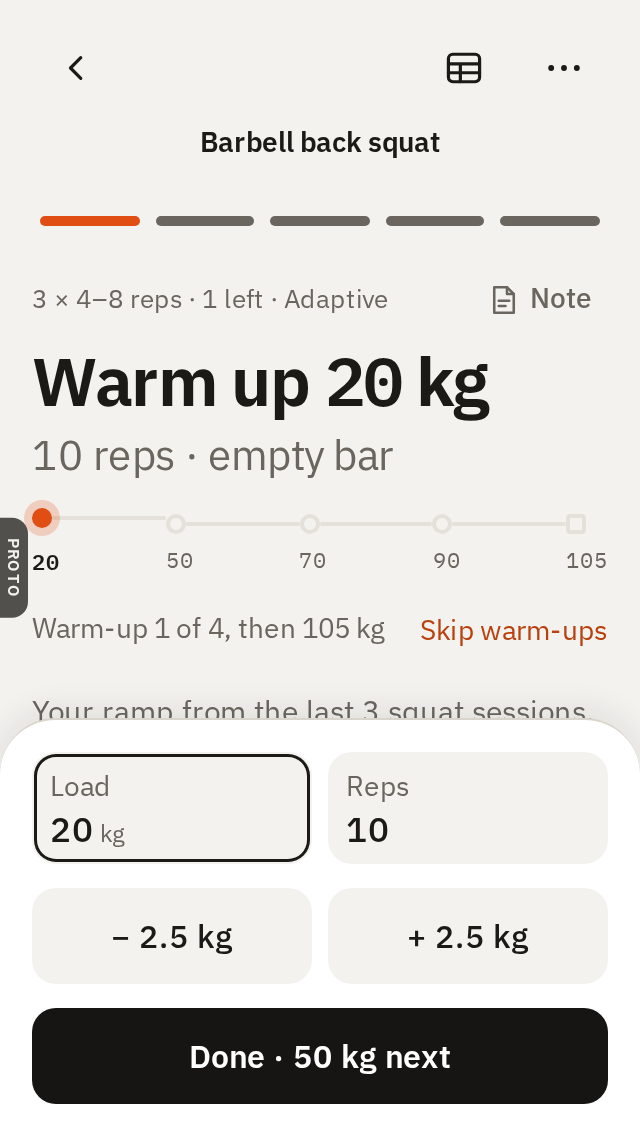 Barbell back squat
3 × 4–8 reps · 1 left · Adaptive
Note
Warm up 20 kg
10 reps · empty bar
PROTO
20 50 70 90 105
Warm-up 1 of 4, then 105 kg
Skip warm-ups
Your ramp from the last 3 squat sessions
Load
20 kg
Reps
10
− 2.5 kg
+ 2.5 kg
Done · 50 kg next